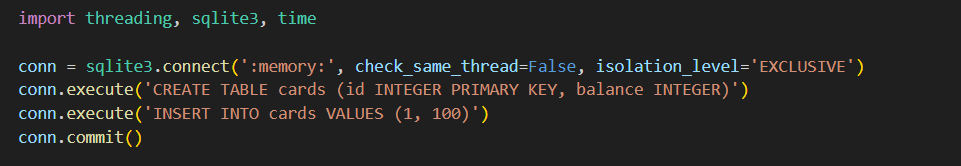 import threading, sqlite3, time
conn = sqlite3.connect(':memory:', check_same_thread=False, isolation_level='EXCLUSIVE')
conn.execute('CREATE TABLE cards (id INTEGER PRIMARY KEY, balance INTEGER)')
conn.execute('INSERT INTO cards VALUES (1, 100)')
conn.commit()